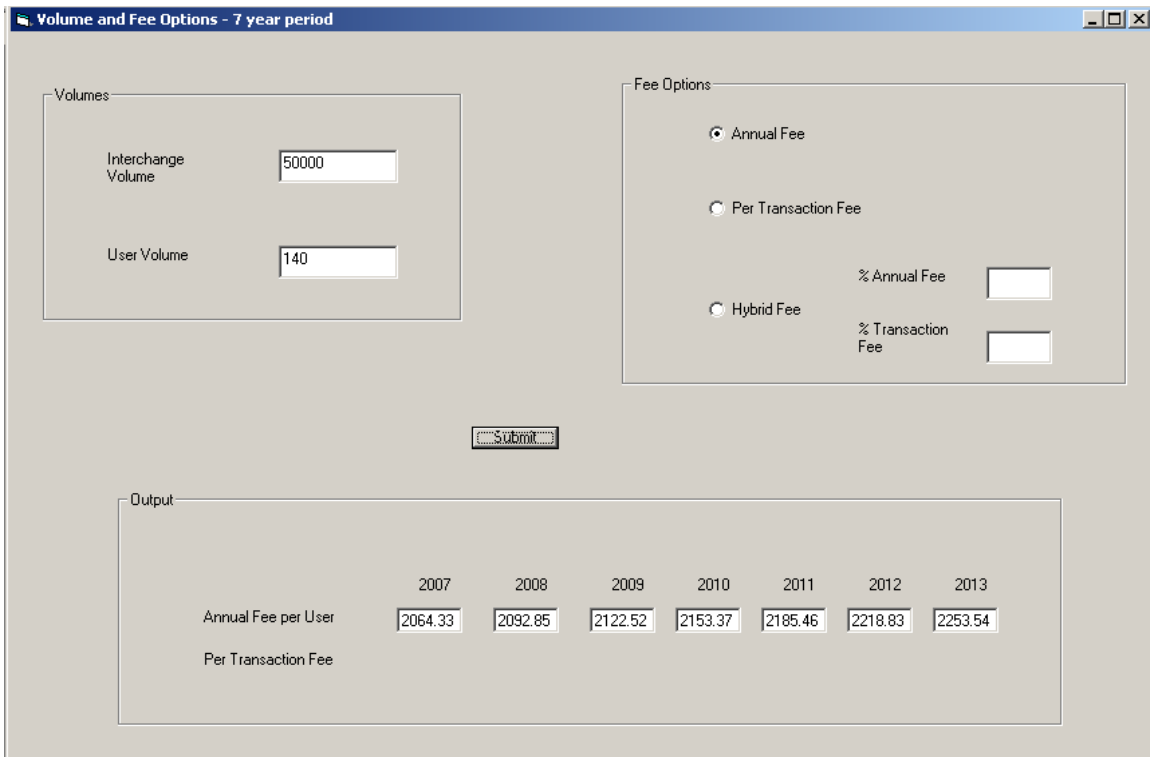 Volume and Fee Options - 7 year period
Volumes
Interchange
Volume
50000
User Volume
140
Fee Options
Annual Fee
Per Transaction Fee
Hybrid Fee
% Annual Fee
% Transaction
Fee
Submit
Output
2007 2008 2009 2010 2011 2012 2013
Annual Fee per User 2064.33 2092.85 2122.52 2153.37 2185.46 2218.83 2253.54
Per Transaction Fee